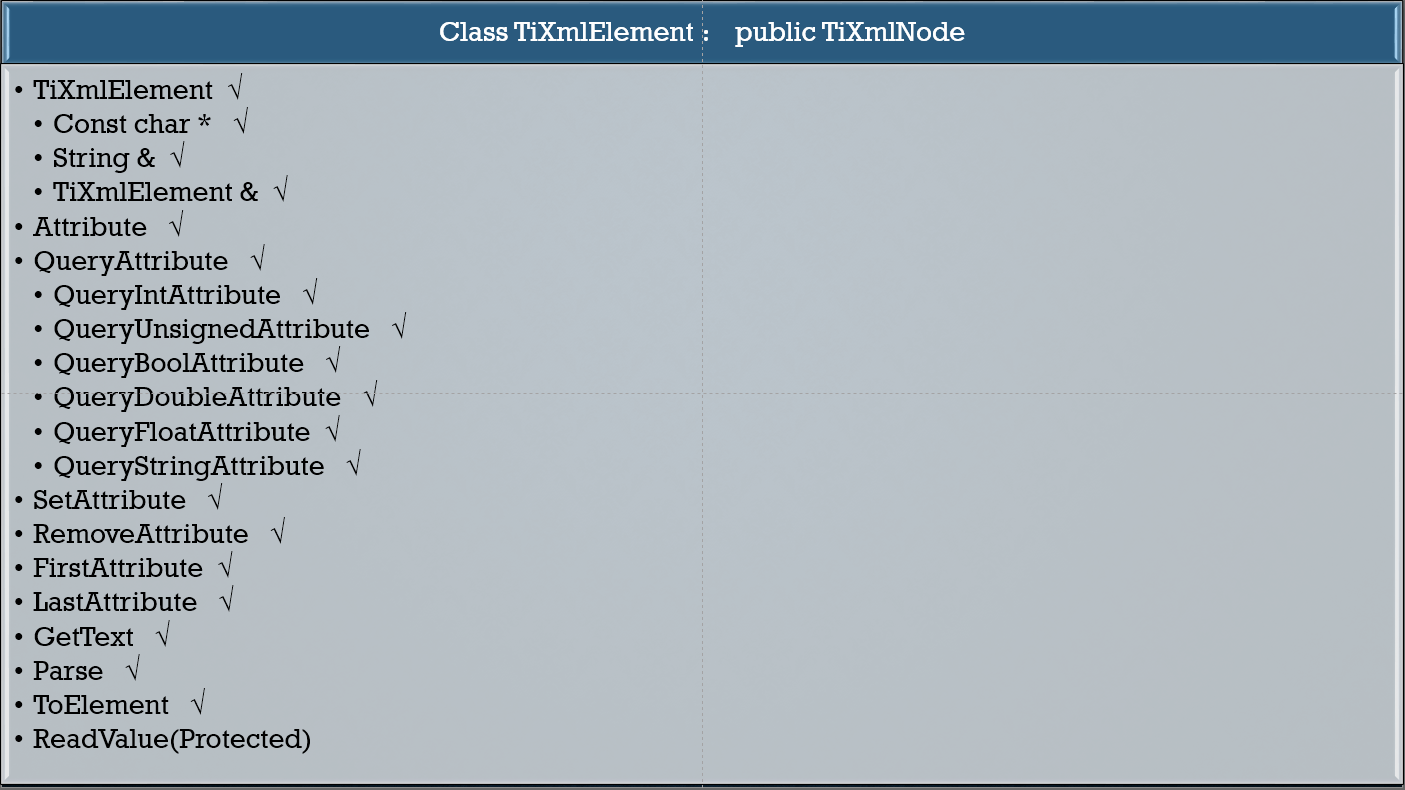 Class TiXmlElement :   public TiXmlNode
• TiXmlElement √
• Const char * √
• String & √
• TiXmlElement & √
• Attribute √
• QueryAttribute √
• QueryIntAttribute √
• QueryUnsignedAttribute √
• QueryBoolAttribute √
• QueryDoubleAttribute √
• QueryFloatAttribute √
• QueryStringAttribute √
• SetAttribute √
• RemoveAttribute √
• FirstAttribute √
• LastAttribute √
• GetText √
• Parse √
• ToElement √
• ReadValue(Protected)